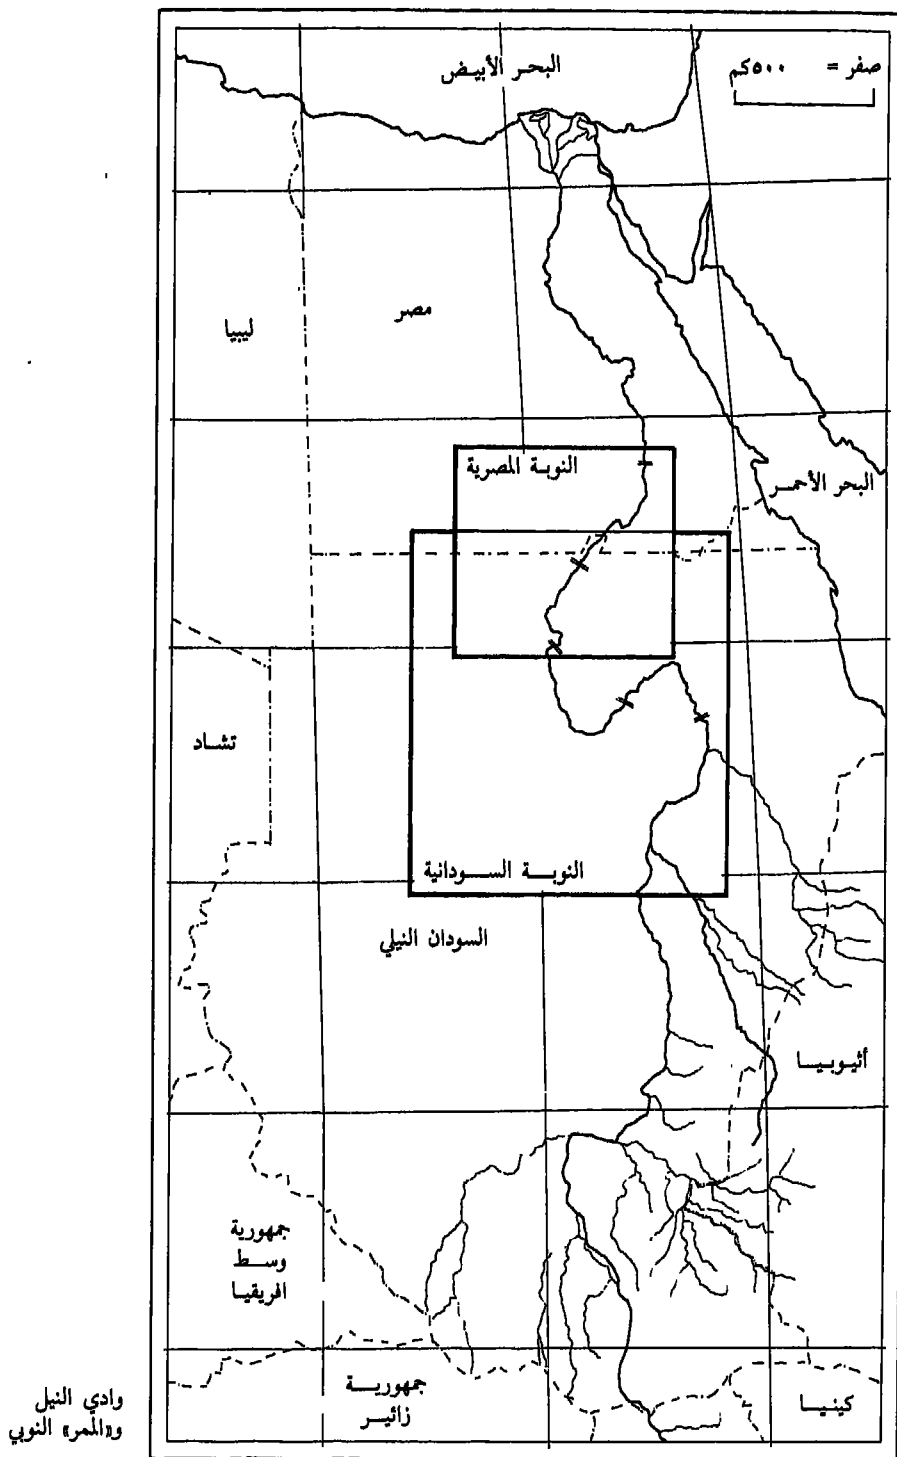 البحر الأبيض
صفر = ٥٠٠كم
ليبيا
مصر
النوبة المصرية
البحر الأحمر
تشاد
النوبة السودانية
السودان النيلي
أثيوبيا
جمهورية
وسط
افريقيا
جمهورية
زائير
كينيا
وادي النيل
و«الممر» النوبي